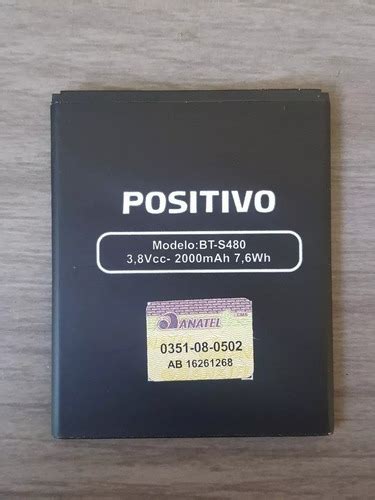 POSITIVO
Modelo:BT-S480
3,8Vcc- 2000mAh 7,6Wh
ANATEL
0351-08-0502
AB 16261268